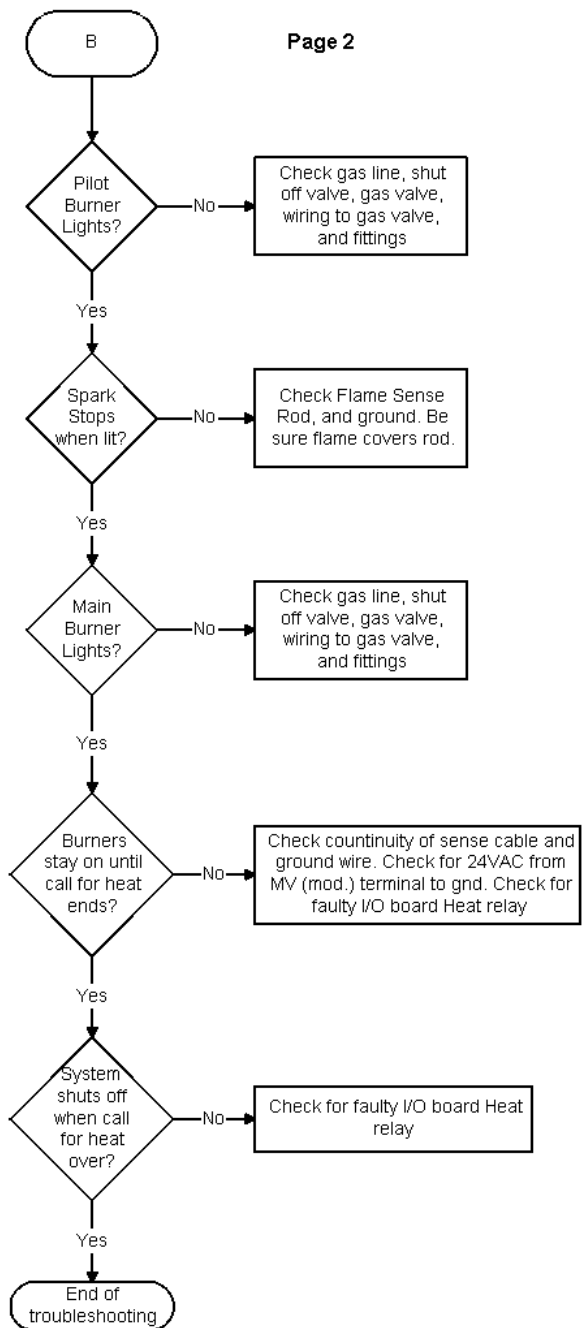 B
Page 2
Pilot
Burner
Lights?
No
Check gas line, shut
off valve, gas valve,
wiring to gas valve,
and fittings
Yes
Spark
Stops
when lit?
No
Check Flame Sense
Rod, and ground. Be
sure flame covers rod.
Yes
Main
Burner
Lights?
No
Check gas line, shut
off valve, gas valve,
wiring to gas valve,
and fittings
Yes
Burners
stay on until
call for heat
ends?
No
Check countinuity of sense cable and
ground wire. Check for 24VAC from
MV (mod.) terminal to gnd. Check for
faulty I/O board Heat relay
Yes
System
shuts off
when call
for heat
over?
No
Check for faulty I/O board Heat
relay
Yes
End of
troubleshooting